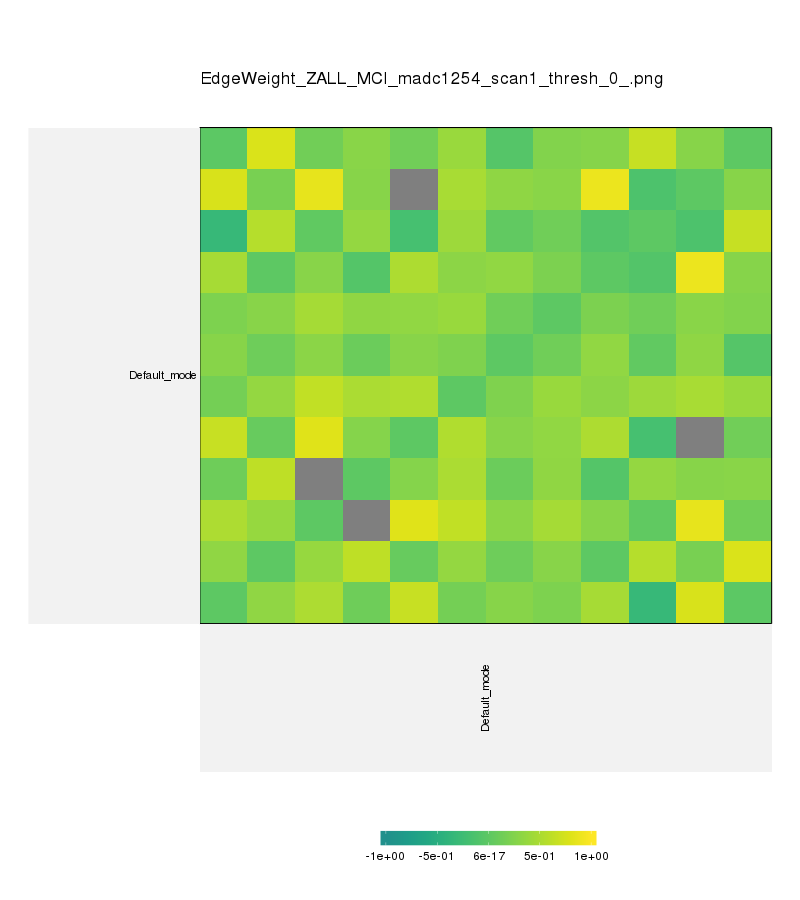 EdgeWeight_ZALL_MCI_madc1254_scan1_thresh_0_.png
Default_mode
Default_mode
-1e+00 -5e-01 6e-17 5e-01 1e+00